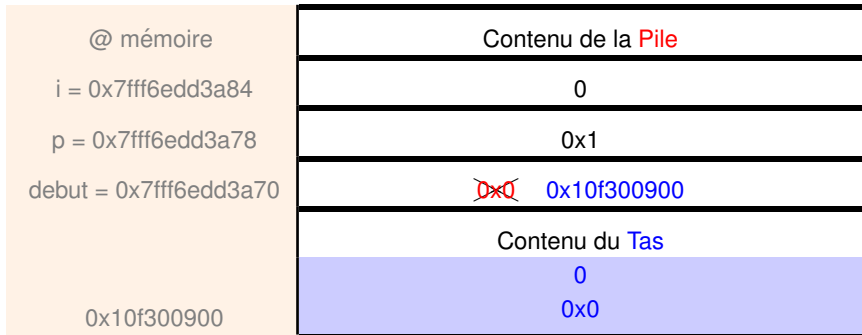 @ mémoire Contenu de la Pile
i = 0x7fff6edd3a84 0
p = 0x7fff6edd3a78 0x1
debut = 0x7fff6edd3a70 0x0 0x10f300900
Contenu du Tas
0
0x0
0x10f300900